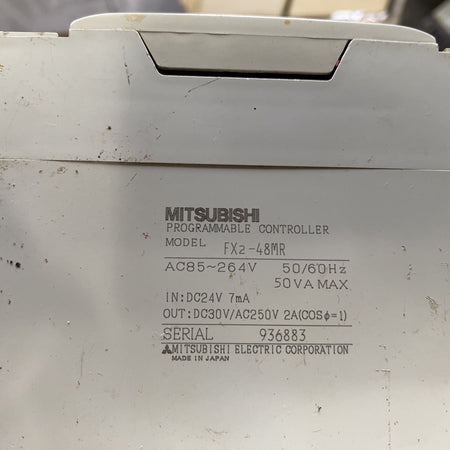 MITSUBISHI
PROGRAMMABLE CONTROLLER
MODEL FX2-48MR
AC85~264V 50/60Hz
50VA MAX
IN:DC24V 7mA
OUT:DC30V/AC250V 2A(COSϕ=1)
SERIAL 936883
MITSUBISHI ELECTRIC CORPORATION
MADE IN JAPAN